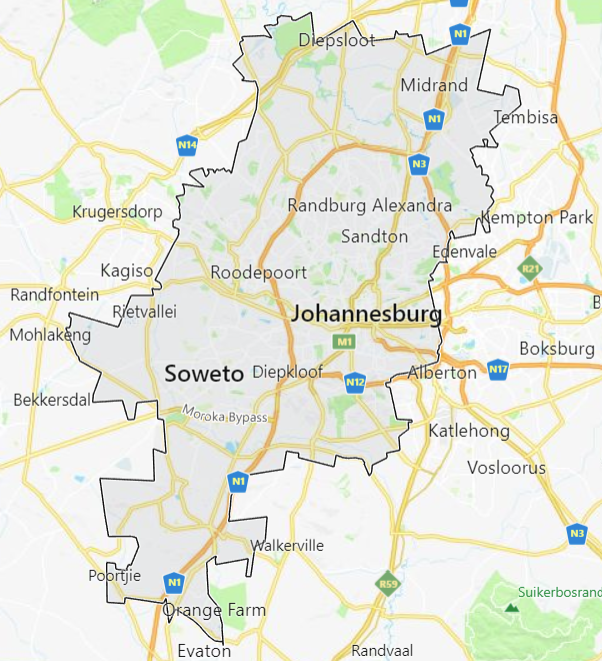 N1
Diepsloot
Midrand
N1
Tembisa
N14
N3
Krugersdorp
Randburg
Alexandra
Kempton Park
Sandton
Edenvale
Kagiso
Roodepoort
R21
Randfontein
Rietvallei
Johannesburg
B
Mohlakeng
M1
Boksburg
Soweto
Diepkloof
N12
Alberton
N17
Bekkersdal
Moroka Bypass
Katlehong
Vosloorus
N1
N3
Walkerville
Poortjie
N1
R59
Suikerbosrand
Orange Farm
Evaton
Randvaal